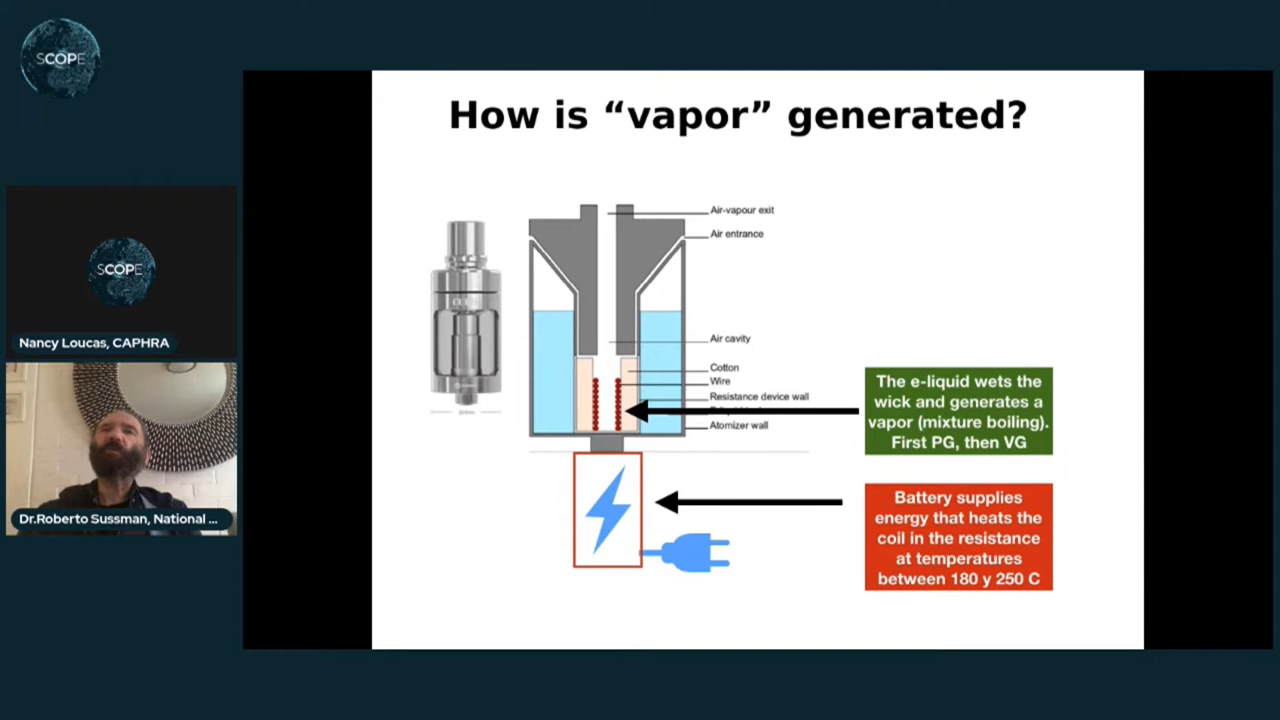 SCOPE
How is “vapor” generated?
Air-vapour exit
Air entrance
Air cavity
Cotton
Wire
Resistance device wall
Atomizer wall
The e-liquid wets the
wick and generates a
vapor (mixture boiling).
First PG, then VG
Battery supplies
energy that heats the
coil in the resistance
at temperatures
between 180 y 250 C
SCOPE
Nancy Loucas, CAPHRA
Dr.Roberto Sussman, National ...